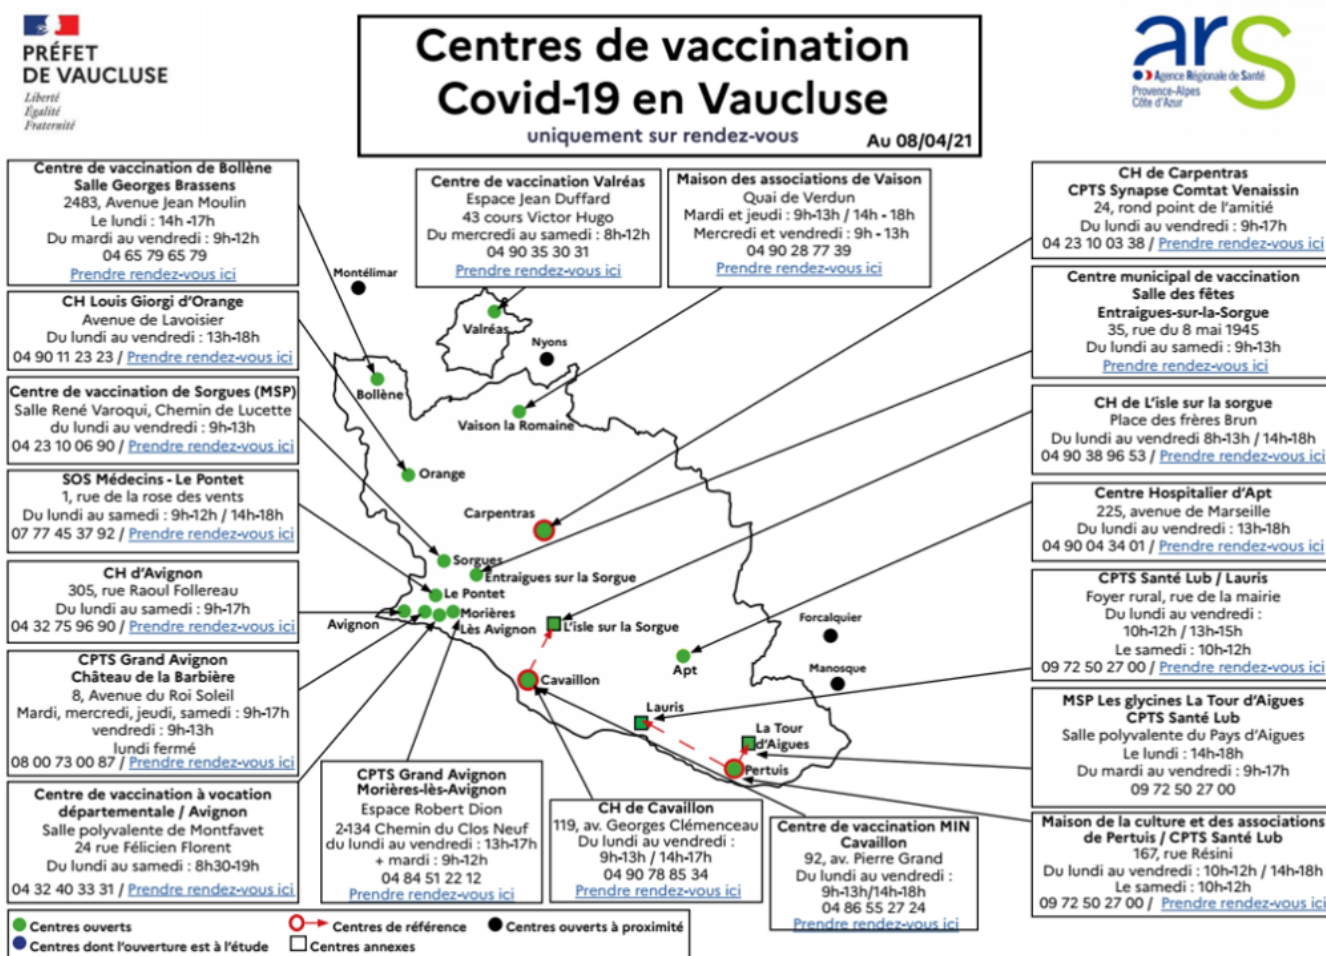 PRÉFET
DE VAUCLUSE
Liberté
Égalité
Fraternité
Centres de vaccination
Covid-19 en Vaucluse
uniquement sur rendez-vous
Au 08/04/21
ars
Agence Régionale de Santé
Provence-Alpes
Côte d'Azur
Centre de vaccination de Bollène
Salle Georges Brassens
2483, Avenue Jean Moulin
Le lundi : 14h -17h
Du mardi au vendredi : 9h-12h
04 65 79 65 79
Prendre rendez-vous ici
CH Louis Giorgi d'Orange
Avenue de Lavoisier
Du lundi au vendredi : 13h-18h
04 90 11 23 23 / Prendre rendez-vous ici
Centre de vaccination de Sorgues (MSP)
Salle René Varoqui, Chemin de Lucette
du lundi au vendredi : 9h-13h
04 23 10 06 90 / Prendre rendez-vous ici
SOS Médecins - Le Pontet
1, rue de la rose des vents
Du lundi au samedi : 9h-12h / 14h-18h
07 77 45 37 92 / Prendre rendez-vous ici
CH d'Avignon
305, rue Raoul Follereau
Du lundi au samedi : 9h-17h
04 32 75 96 90 / Prendre rendez-vous ici
CPTS Grand Avignon
Château de la Barbière
8, Avenue du Roi Soleil
Mardi, mercredi, jeudi, samedi : 9h-17h
vendredi : 9h-13h
lundi fermé
08 00 73 00 87 / Prendre rendez-vous ici
Centre de vaccination à vocation
départementale / Avignon
Salle polyvalente de Montfavet
24 rue Félicien Florent
Du lundi au samedi : 8h30-19h
04 32 40 33 31 / Prendre rendez-vous ici
Centre de vaccination Valréas
Espace Jean Duffard
43 cours Victor Hugo
Du mercredi au samedi : 8h-12h
04 90 35 30 31
Prendre rendez-vous ici
Maison des associations de Vaison
Quai de Verdun
Mardi et jeudi : 9h-13h / 14h - 18h
Mercredi et vendredi : 9h - 13h
04 90 28 77 39
Prendre rendez-vous ici
Montélimar
Valréas
Nyons
Bollène
Vaison la Romaine
Orange
Carpentras
Sorgues
Entraigues sur la Sorgue
Le Pontet
Avignon
Morières
Lès Avignon
L'isle sur la Sorgue
Cavaillon
Apt
Forcalquier
Manosque
Lauris
La Tour
d'Aigues
Pertuis
CPTS Grand Avignon
Morières-lès-Avignon
Espace Robert Dion
2-134 Chemin du Clos Neuf
du lundi au vendredi : 13h-17h
+ mardi : 9h-12h
04 84 51 22 12
Prendre rendez-vous ici
CH de Cavaillon
119, av. Georges Clémenceau
Du lundi au vendredi :
9h-13h / 14h-17h
04 90 78 85 34
Prendre rendez-vous ici
Centre de vaccination MIN
Cavaillon
92, av. Pierre Grand
Du lundi au vendredi :
9h-13h/14h-18h
04 86 55 27 24
Prendre rendez-vous ici
CH de Carpentras
CPTS Synapse Comtat Venaissin
24, rond point de l'amitié
Du lundi au vendredi : 9h-17h
04 23 10 03 38 / Prendre rendez-vous ici
Centre municipal de vaccination
Salle des fêtes
Entraigues-sur-la-Sorgue
35, rue du 8 mai 1945
Du lundi au samedi : 9h-13h
Prendre rendez-vous ici
CH de L'isle sur la sorgue
Place des frères Brun
Du lundi au vendredi 8h-13h / 14h-18h
04 90 38 96 53 / Prendre rendez-vous ici
Centre Hospitalier d'Apt
225, avenue de Marseille
Du lundi au vendredi : 13h-18h
04 90 04 34 01 / Prendre rendez-vous ici
CPTS Santé Lub / Lauris
Foyer rural, rue de la mairie
Du lundi au vendredi :
10h-12h / 13h-15h
Le samedi : 10h-12h
09 72 50 27 00 / Prendre rendez-vous ici
MSP Les glycines La Tour d'Aigues
CPTS Santé Lub
Salle polyvalente du Pays d'Aigues
Le lundi : 14h-18h
Du mardi au vendredi : 9h-17h
09 72 50 27 00
Maison de la culture et des associations
de Pertuis / CPTS Santé Lub
167, rue Résini
Du lundi au vendredi : 10h-12h / 14h-18h
Le samedi : 10h-12h
09 72 50 27 00 / Prendre rendez-vous ici
Centres ouverts
Centres de référence
Centres ouverts à proximité
Centres dont l'ouverture est à l'étude
Centres annexes